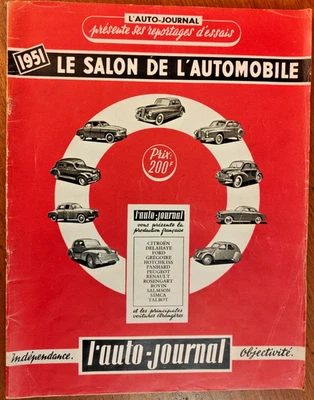 L'AUTO-JOURNAL
présente ses reportages d'essais
1951
LE SALON DE L'AUTOMOBILE
Prix:
200F
l'auto-journal
vous présente la
production française
CITROËN
DELAHAYE
FORD
GRÉGOIRE
HOTCHKISS
PANHARD
PEUGEOT
RENAULT
ROSENGART
ROVIN
SALMSON
SIMCA
TALBOT
et les principales
voitures étrangères
indépendance.
l'auto-journal
Objectivité.